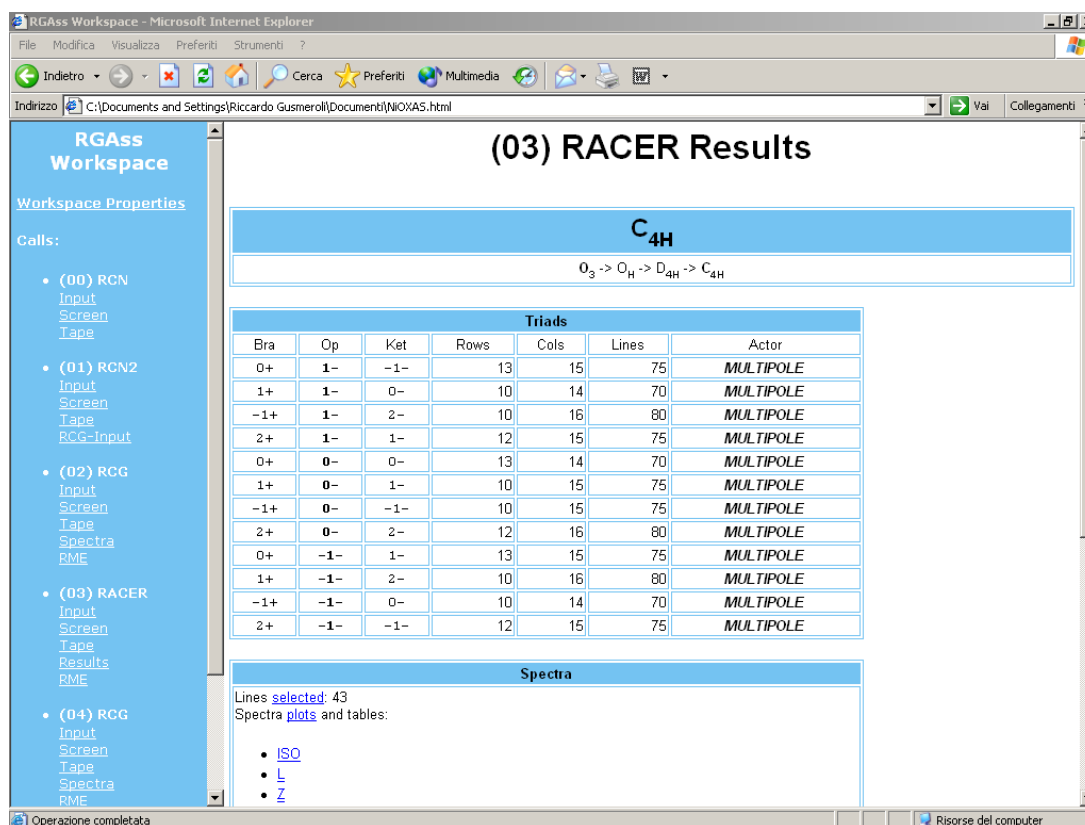 RGAss Workspace - Microsoft Internet Explorer
File Modifica Visualizza Preferiti Strumenti ?
Indietro Cerca Preferiti Multimedia
Indirizzo C:\Documents and Settings\Riccardo Gusmeroli\Documenti\NiOXAS.html Vai Collegamenti
RGAss
Workspace
Workspace Properties
Calls:
• (00) RCN
Input
Screen
Tape
• (01) RCN2
Input
Screen
Tape
RCG-Input
• (02) RCG
Input
Screen
Tape
Spectra
RME
• (03) RACER
Input
Screen
Tape
Results
RME
• (04) RCG
Input
Screen
Tape
Spectra
RME
(03) RACER Results
C4H
O3 -> OH -> D4H -> C4H
Triads
Bra Op Ket Rows Cols Lines Actor
0+ 1- -1- 13 15 75 MULTIPOLE
1+ 1- 0- 10 14 70 MULTIPOLE
-1+ 1- 2- 10 16 80 MULTIPOLE
2+ 1- 1- 12 15 75 MULTIPOLE
0+ 0- 0- 13 14 70 MULTIPOLE
1+ 0- 1- 10 15 75 MULTIPOLE
-1+ 0- -1- 10 15 75 MULTIPOLE
2+ 0- 2- 12 16 80 MULTIPOLE
0+ -1- 1- 13 15 75 MULTIPOLE
1+ -1- 2- 10 16 80 MULTIPOLE
-1+ -1- 0- 10 14 70 MULTIPOLE
2+ -1- -1- 12 15 75 MULTIPOLE
Spectra
Lines selected: 43
Spectra plots and tables:
• ISO
• L
• Z
Operazione completata Risorse del computer